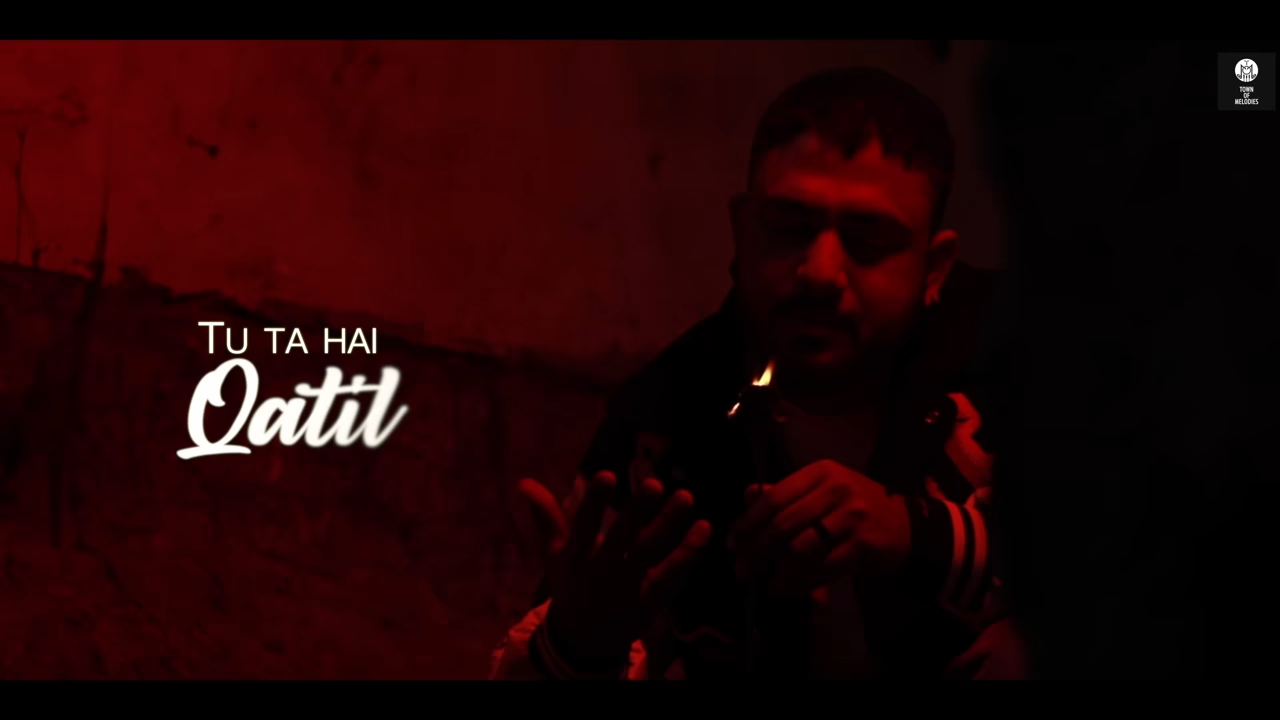 TU TA HAI
Qatil
TOWN
OF
MELODIES